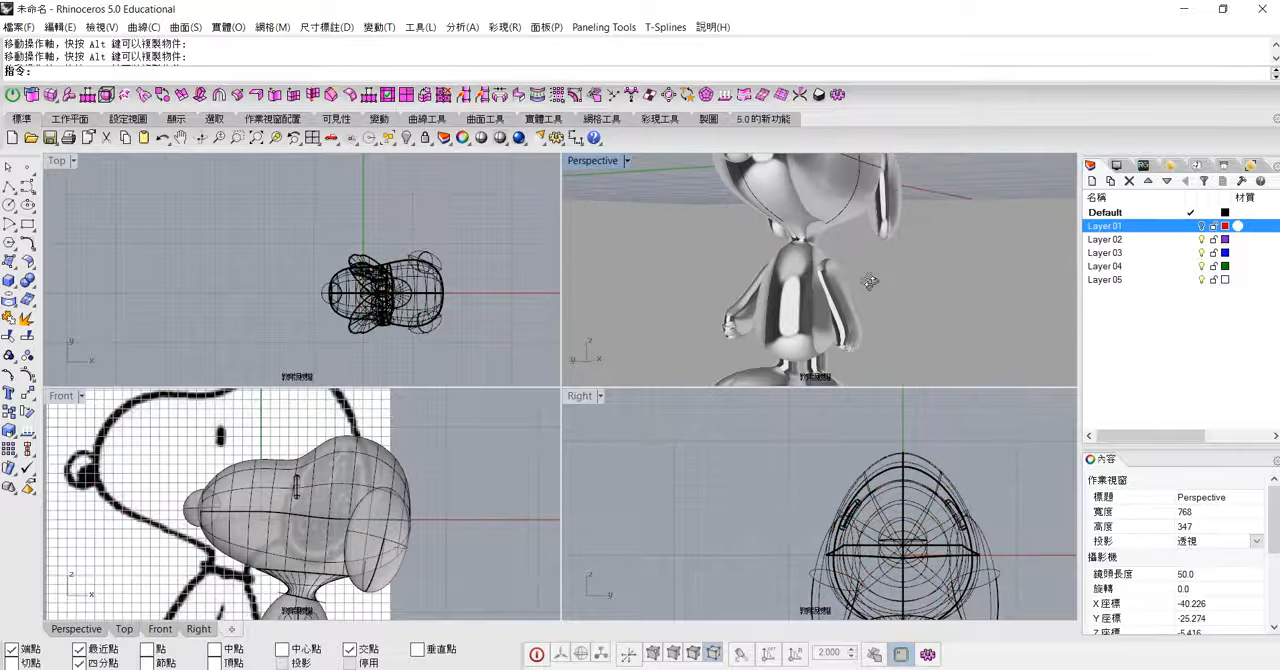 未命名 - Rhinoceros 5.0 Educational
檔案(F) 編輯(E) 檢視(V) 曲線(C) 曲面(S) 實體(O) 網格(M) 尺寸標註(D) 變動(T) 工具(L) 分析(A) 彩現(R) 面板(P) Paneling Tools T-Splines 說明(H)
移動操作軸，快按 Alt 鍵可以複製物件:
移動操作軸，快按 Alt 鍵可以複製物件:
指令:
標準 工作平面 設定視圖 顯示 選取 作業視窗配置 可見性 變動 曲線工具 曲面工具 實體工具 網格工具 彩現工具 製圖 5.0 的新功能
Top
Perspective
名稱 材質
Default
Layer 01
Layer 02
Layer 03
Layer 04
Layer 05
y
x
z
y x
Front
Right
內容
作業視窗
標題 Perspective
寬度 768
高度 347
投影 透視
攝影機
鏡頭長度 50.0
旋轉 0.0
X 座標 -40.226
Y 座標 -25.274
Z 座標 -5.416
z
x
z
y
Perspective Top Front Right
端點 最近點 點 中點 中心點 交點 垂直點
切點 四分點 節點 頂點 投影 停用
2.000